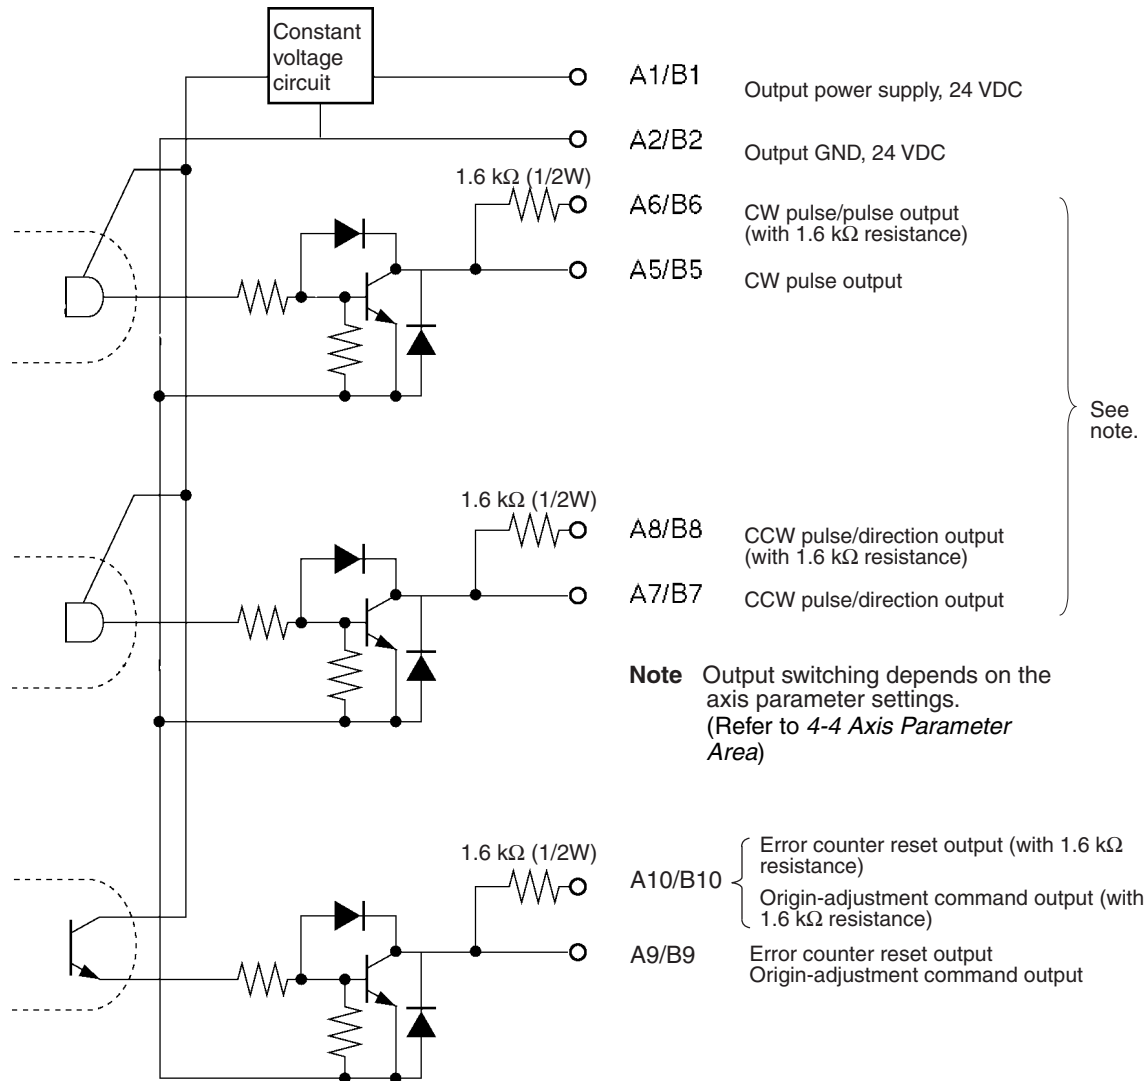 Constant
voltage
circuit
A1/B1
Output power supply, 24 VDC
A2/B2
Output GND, 24 VDC
1.6 kΩ (1/2W)
A6/B6
CW pulse/pulse output
(with 1.6 kΩ resistance)
A5/B5
CW pulse output
See
note.
1.6 kΩ (1/2W)
A8/B8
CCW pulse/direction output
(with 1.6 kΩ resistance)
A7/B7
CCW pulse/direction output
Note Output switching depends on the
axis parameter settings.
(Refer to 4-4 Axis Parameter
Area)
1.6 kΩ (1/2W)
A10/B10
Error counter reset output (with 1.6 kΩ
resistance)
Origin-adjustment command output (with
1.6 kΩ resistance)
A9/B9
Error counter reset output
Origin-adjustment command output